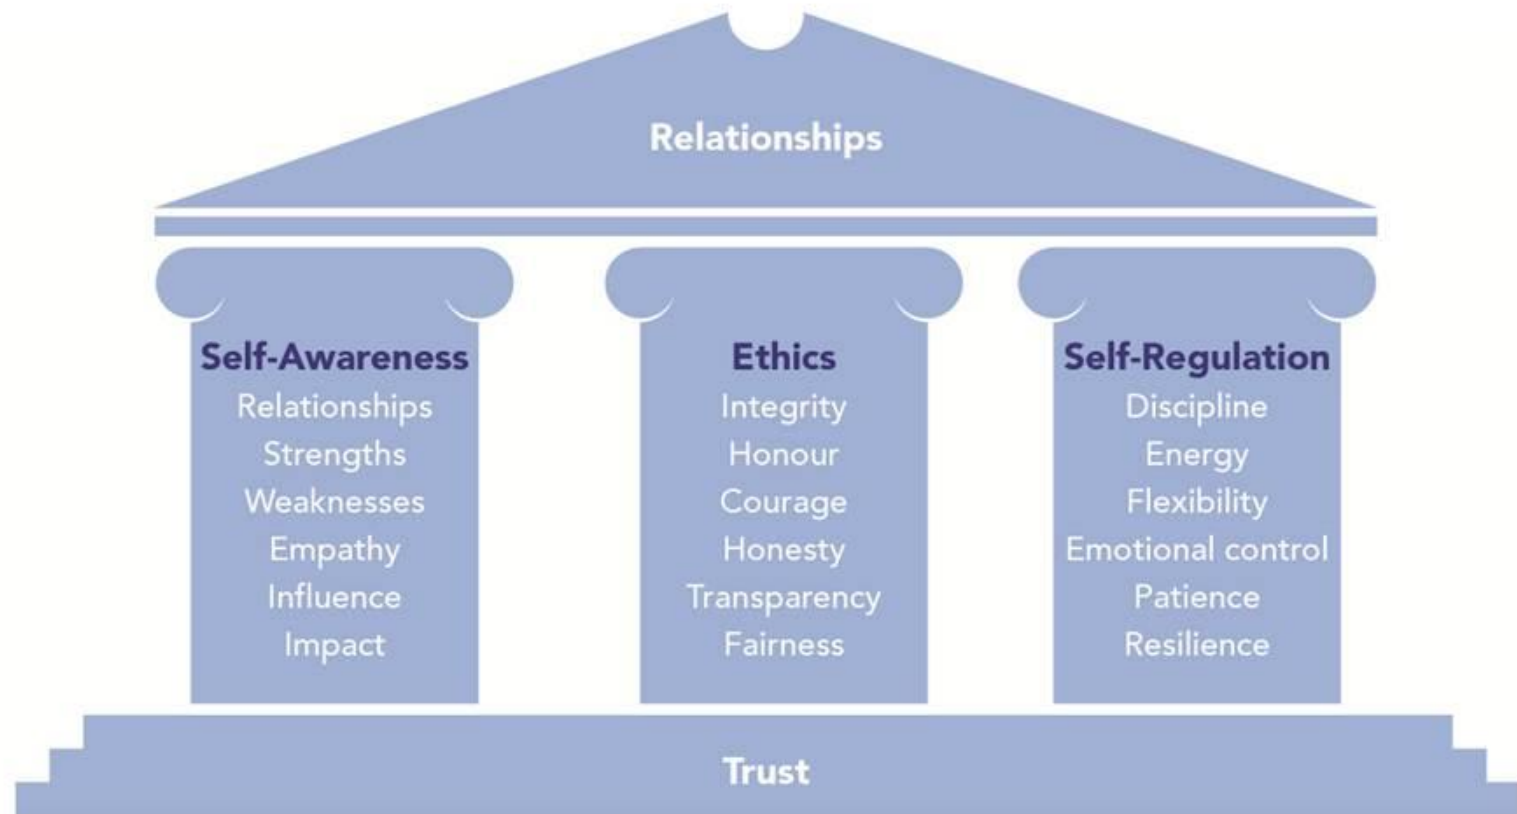 Relationships
Self-Awareness
Relationships
Strengths
Weaknesses
Empathy
Influence
Impact
Ethics
Integrity
Honour
Courage
Honesty
Transparency
Fairness
Self-Regulation
Discipline
Energy
Flexibility
Emotional control
Patience
Resilience
Trust